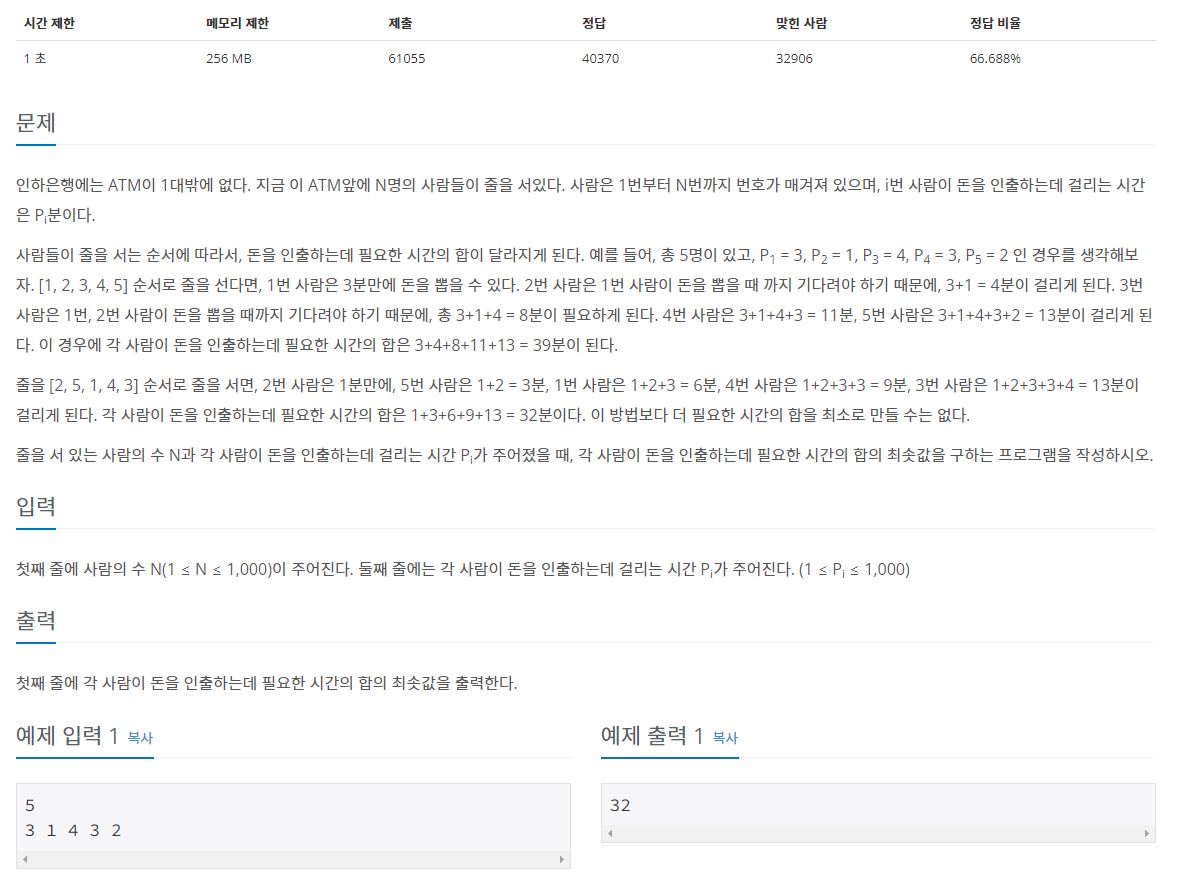 시간 제한 메모리 제한 제출 정답 맞힌 사람 정답 비율
1 초 256 MB 61055 40370 32906 66.688%
문제
인하은행에는 ATM이 1대밖에 없다. 지금 이 ATM앞에 N명의 사람들이 줄을 서있다. 사람은 1번부터 N번까지 번호가 매겨져 있으며, i번 사람이 돈을 인출하는데 걸리는 시간
은 Pi분이다.
사람들이 줄을 서는 순서에 따라서, 돈을 인출하는데 필요한 시간의 합이 달라지게 된다. 예를 들어, 총 5명이 있고, P1 = 3, P2 = 1, P3 = 4, P4 = 3, P5 = 2 인 경우를 생각해보
자. [1, 2, 3, 4, 5] 순서로 줄을 선다면, 1번 사람은 3분만에 돈을 뽑을 수 있다. 2번 사람은 1번 사람이 돈을 뽑을 때 까지 기다려야 하기 때문에, 3+1 = 4분이 걸리게 된다. 3번
사람은 1번, 2번 사람이 돈을 뽑을 때까지 기다려야 하기 때문에, 총 3+1+4 = 8분이 필요하게 된다. 4번 사람은 3+1+4+3 = 11분, 5번 사람은 3+1+4+3+2 = 13분이 걸리게 된
다. 이 경우에 각 사람이 돈을 인출하는데 필요한 시간의 합은 3+4+8+11+13 = 39분이 된다.
줄을 [2, 5, 1, 4, 3] 순서로 줄을 서면, 2번 사람은 1분만에, 5번 사람은 1+2 = 3분, 1번 사람은 1+2+3 = 6분, 4번 사람은 1+2+3+3 = 9분, 3번 사람은 1+2+3+3+4 = 13분이
걸리게 된다. 각 사람이 돈을 인출하는데 필요한 시간의 합은 1+3+6+9+13 = 32분이다. 이 방법보다 더 필요한 시간의 합을 최소로 만들 수는 없다.
줄을 서 있는 사람의 수 N과 각 사람이 돈을 인출하는데 걸리는 시간 Pi가 주어졌을 때, 각 사람이 돈을 인출하는데 필요한 시간의 합의 최솟값을 구하는 프로그램을 작성하시오.
입력
첫째 줄에 사람의 수 N(1 ≤ N ≤ 1,000)이 주어진다. 둘째 줄에는 각 사람이 돈을 인출하는데 걸리는 시간 Pi가 주어진다. (1 ≤ Pi ≤ 1,000)
출력
첫째 줄에 각 사람이 돈을 인출하는데 필요한 시간의 합의 최솟값을 출력한다.
예제 입력 1 복사
5
3 1 4 3 2
예제 출력 1 복사
32